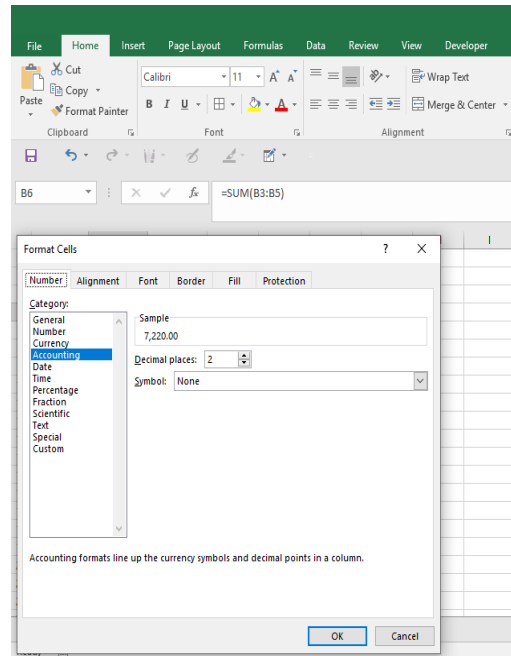 File Home Insert Page Layout Formulas Data Review View Developer
Cut
Copy
Paste
Format Painter
Clipboard
Calibri 11 A A
B I U A
Font
Wrap Text
Merge & Center
Alignment
B6 fx =SUM(B3:B5)
I
Format Cells ? X
Number Alignment Font Border Fill Protection
Category:
General
Number
Currency
Accounting
Date
Time
Percentage
Fraction
Scientific
Text
Special
Custom
Sample
7,220.00
Decimal places: 2
Symbol: None
Accounting formats line up the currency symbols and decimal points in a column.
OK Cancel